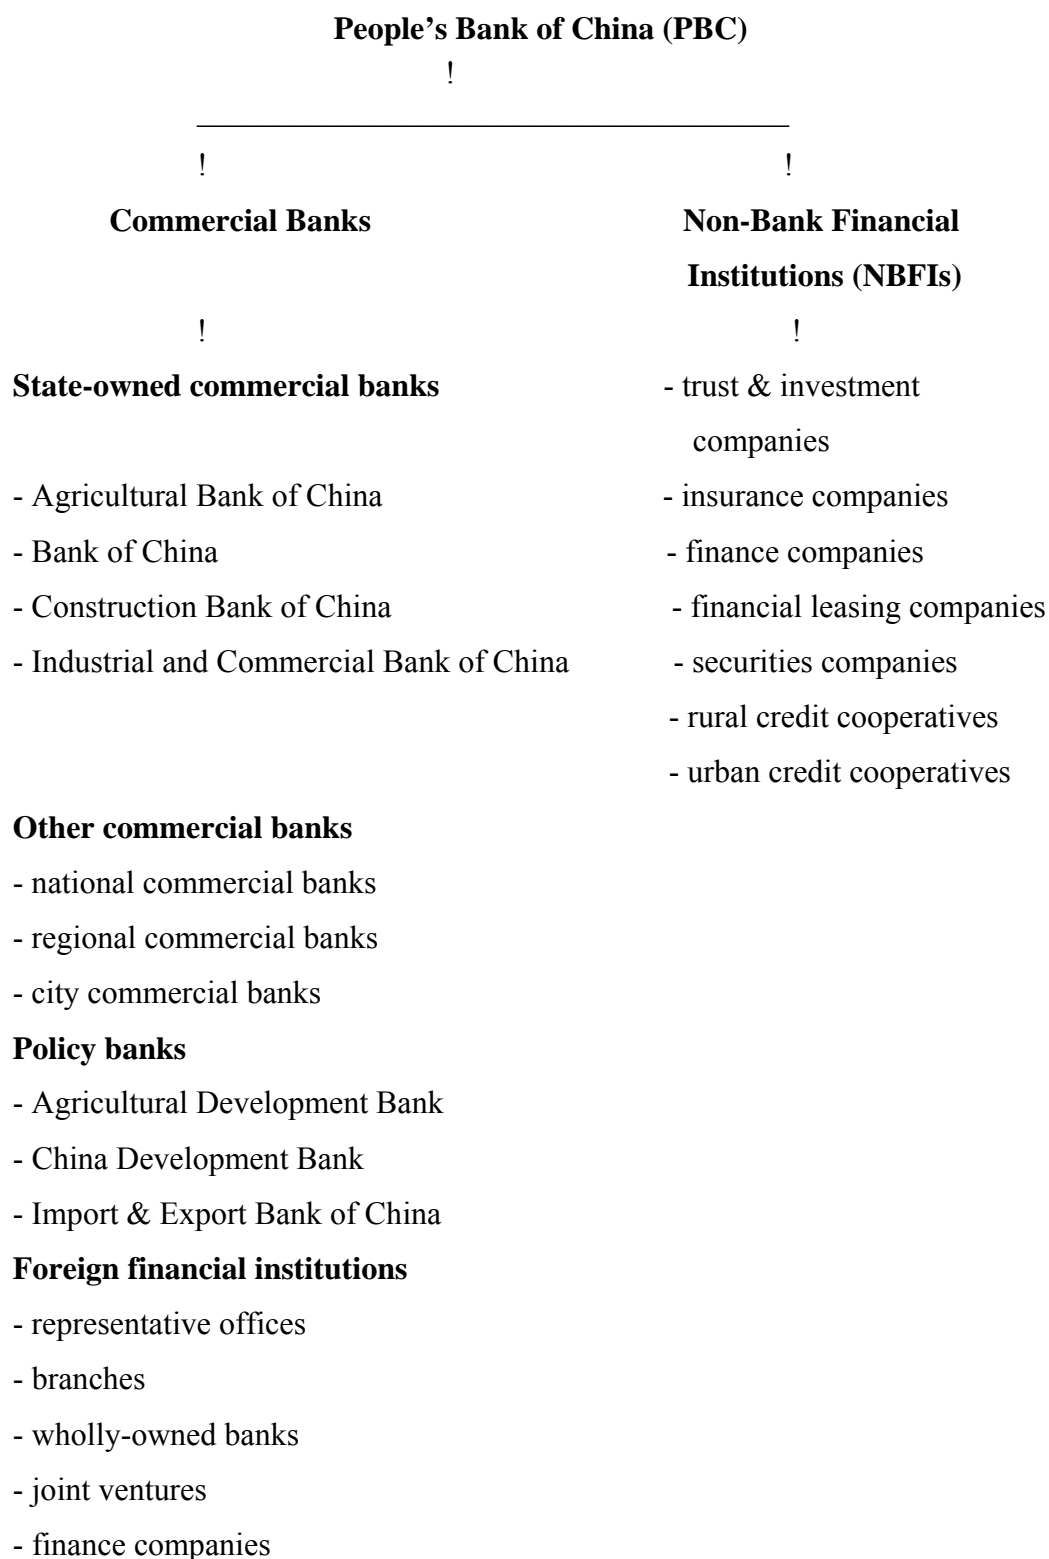 People’s Bank of China (PBC)
!
_____________________________________
! !
Commercial Banks Non-Bank Financial
Institutions (NBFIs)
! !
State-owned commercial banks - trust & investment
companies
- Agricultural Bank of China - insurance companies
- Bank of China - finance companies
- Construction Bank of China - financial leasing companies
- Industrial and Commercial Bank of China - securities companies
- rural credit cooperatives
- urban credit cooperatives
Other commercial banks
- national commercial banks
- regional commercial banks
- city commercial banks
Policy banks
- Agricultural Development Bank
- China Development Bank
- Import & Export Bank of China
Foreign financial institutions
- representative offices
- branches
- wholly-owned banks
- joint ventures
- finance companies